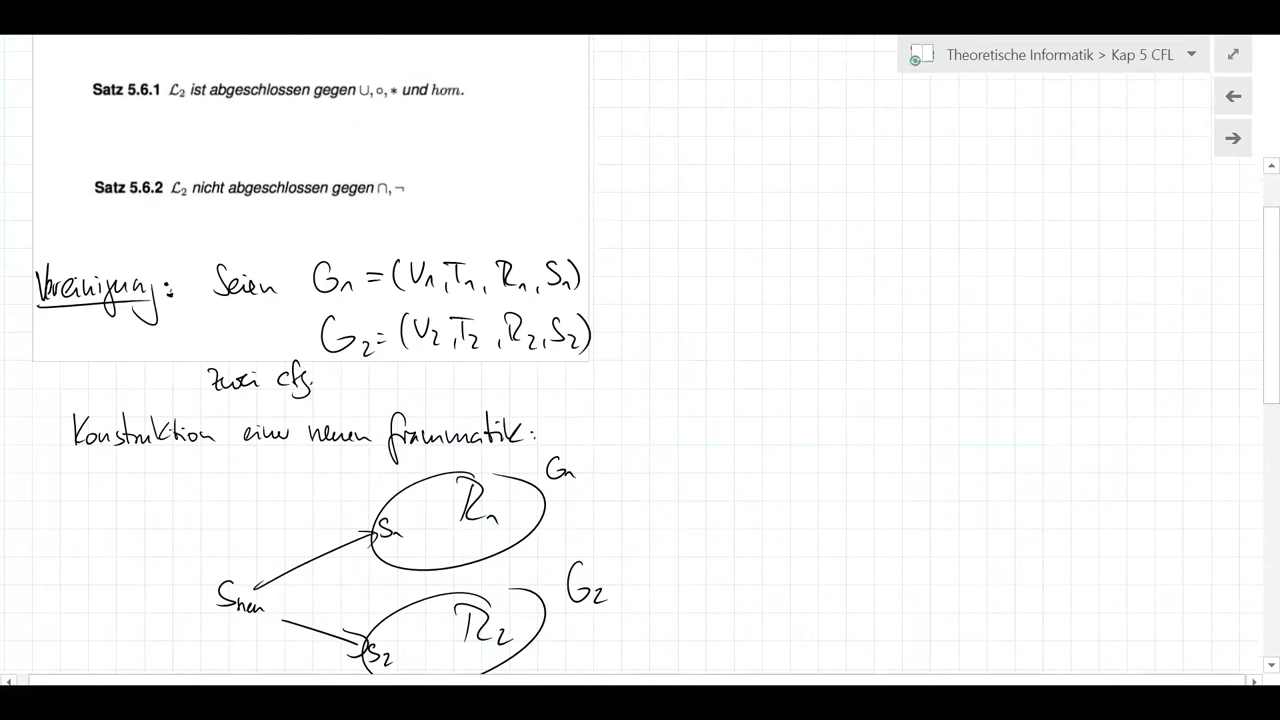 Theoretische Informatik > Kap 5 CFL
Satz 5.6.1 ℒ₂ ist abgeschlossen gegen ∪, ∘, ∗ und hom.
Satz 5.6.2 ℒ₂ nicht abgeschlossen gegen ∩, ¬
Vereinigung: Seien G₁ = (V₁, T₁, R₁, S₁)
G₂ = (V₂, T₂, R₂, S₂)
zwei cfg.
Konstruktion einer neuen Grammatik:
G₁
R₁
S₁
G₂
Sneu
R₂
S₂